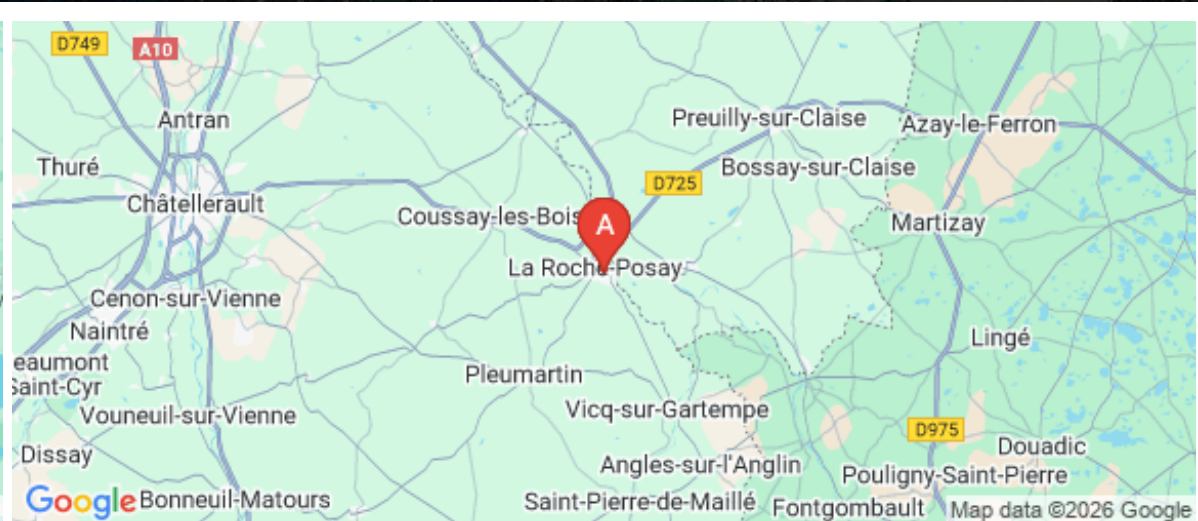 D749
A10
Antran
Preuilly-sur-Claise
Azay-le-Ferron
Thuré
Bossay-sur-Claise
D725
Châtellerault
Coussay-les-Bois
A
Martizay
La Roche-Posay
Cenon-sur-Vienne
Naintré
Lingé
eaumont
Saint-Cyr
Pleumartin
Vouneuil-sur-Vienne
Vicq-sur-Gartempe
D975
Dissay
Douadic
Angles-sur-l'Anglin
Pouligny-Saint-Pierre
Google
Bonneuil-Matours
Saint-Pierre-de-Maillé
Fontgombault
Map data ©2026 Google